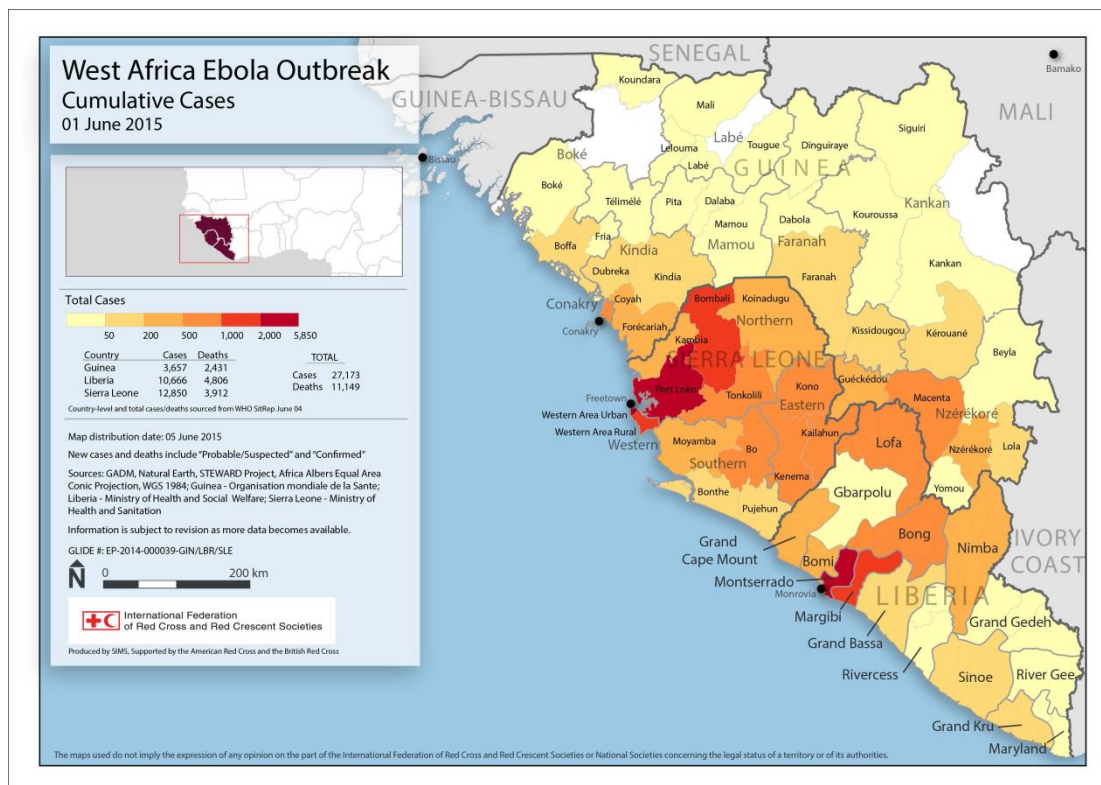 West Africa Ebola Outbreak
Cumulative Cases
01 June 2015
Total Cases
50 200 500 1,000 2,000 5,850
Country Cases Deaths
Guinea 3,657 2,431
Liberia 10,666 4,806
Sierra Leone 12,850 3,912
TOTAL
Cases 27,173
Deaths 11,149
Country-level and total cases/deaths sourced from WHO SitRep June 04
Map distribution date: 05 June 2015
New cases and deaths include "Probable/Suspected" and "Confirmed"
Sources: GADM, Natural Earth, STEWARD Project, Africa Albers Equal Area
Conic Projection, WGS 1984; Guinea - Organisation mondiale de la Sante;
Liberia - Ministry of Health and Social Welfare; Sierra Leone - Ministry of
Health and Sanitation
Information is subject to revision as more data becomes available.
GLIDE #: EP-2014-000039-GIN/LBR/SLE
N
0 200 km
International Federation
of Red Cross and Red Crescent Societies
Produced by SIMS, Supported by the American Red Cross and the British Red Cross
SENEGAL
Bamako
GUINEA-BISSAU
MALI
Bissau
Koundara
Mali
Siguiri
Labé
Boké
Lelouma
Tougue
Dinguiraye
Labé
GUINEA
Boké
Télimélé
Pita
Dalaba
Kankan
Mamou
Dabola
Kouroussa
Fria
Mamou
Boffa
Kindia
Faranah
Kankan
Dubreka
Kindia
Faranah
Coyah
Bombali
Koinadugu
Conakry
Conakry
Forécariah
Northern
Kissidougou
Kérouané
Kambia
Beyla
SIERRA LEONE
Guéckédou
Port Loko
Kono
Macenta
Freetown
Tonkolili
Eastern
Nzérékoré
Western Area Urban
Western Area Rural
Western
Kailahun
Lofa
Moyamba
Bo
Nzérékoré
Lola
Southern
Kenema
Yomou
Bonthe
Gbarpolu
Pujehun
Bong
IVORY
COAST
Grand
Cape Mount
Nimba
Bomi
Montserrado
Monrovia
LIBERIA
Margibi
Grand Bassa
Grand Gedeh
Rivercess
Sinoe
River Gee
Grand Kru
Maryland
The maps used do not imply the expression of any opinion on the part of the International Federation of Red Cross and Red Crescent Societies or National Societies concerning the legal status of a territory or of its authorities.